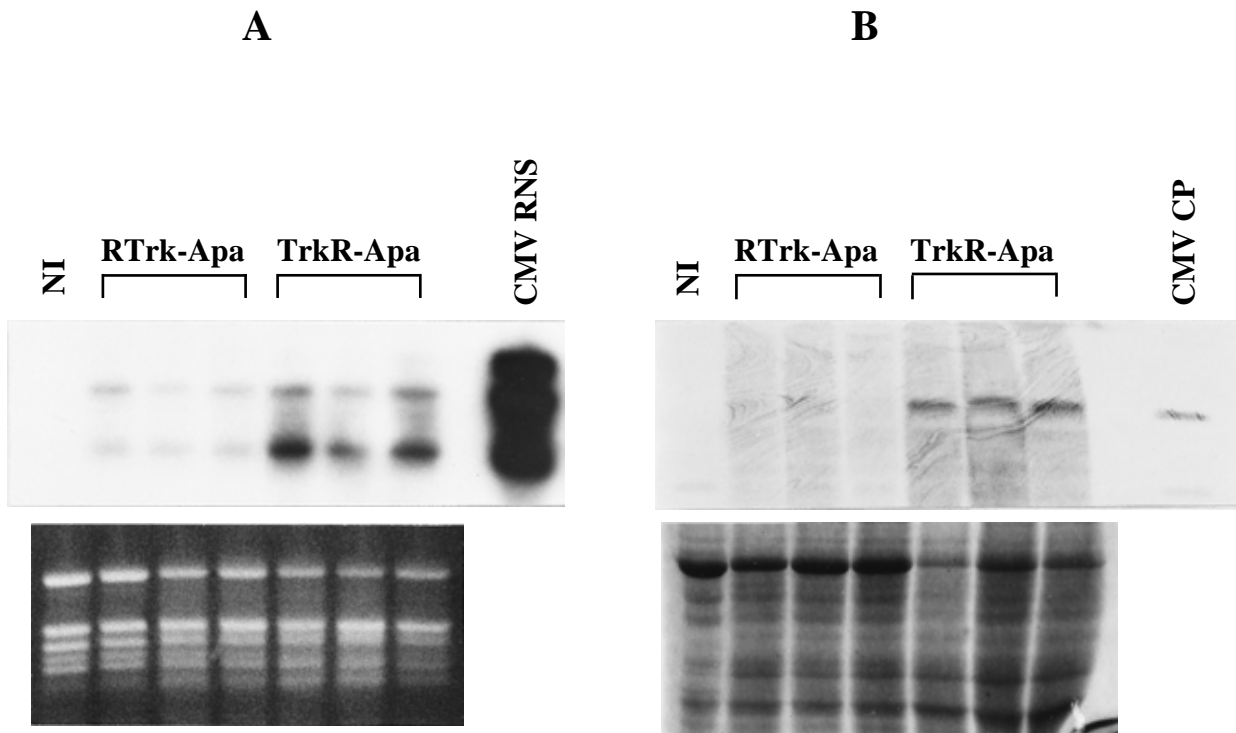 A
NI
RTrk-Apa
TrkR-Apa
CMV RNS
B
NI
RTrk-Apa
TrkR-Apa
CMV CP